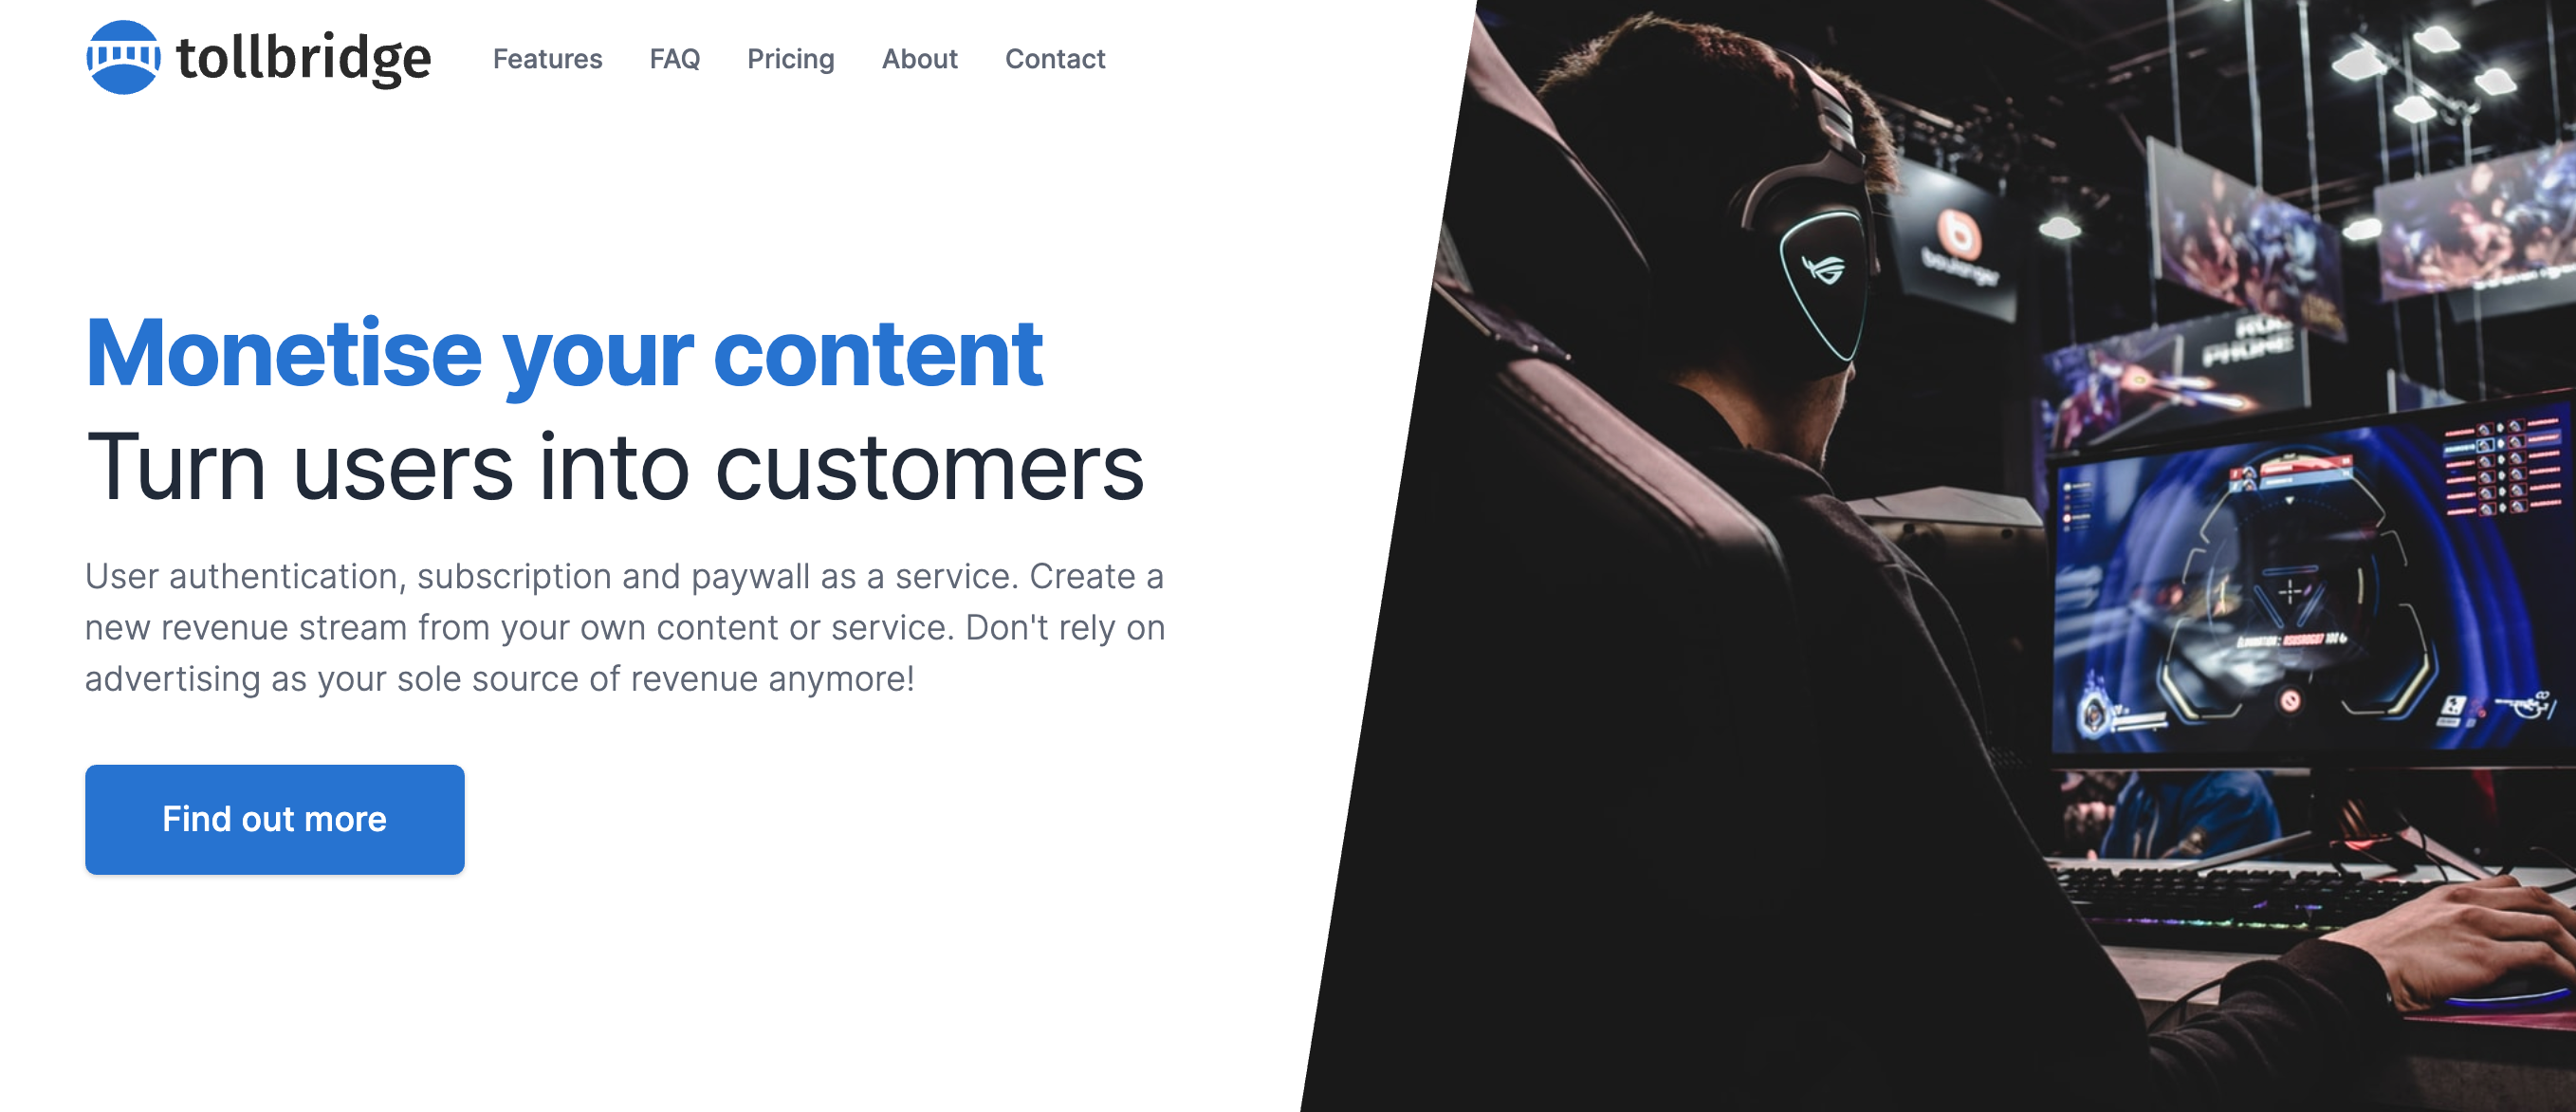 tollbridge
Features
FAQ
Pricing
About
Contact
Monetise your content
Turn users into customers
User authentication, subscription and paywall as a service. Create a
new revenue stream from your own content or service. Don't rely on
advertising as your sole source of revenue anymore!
Find out more
boulanger
PHONE